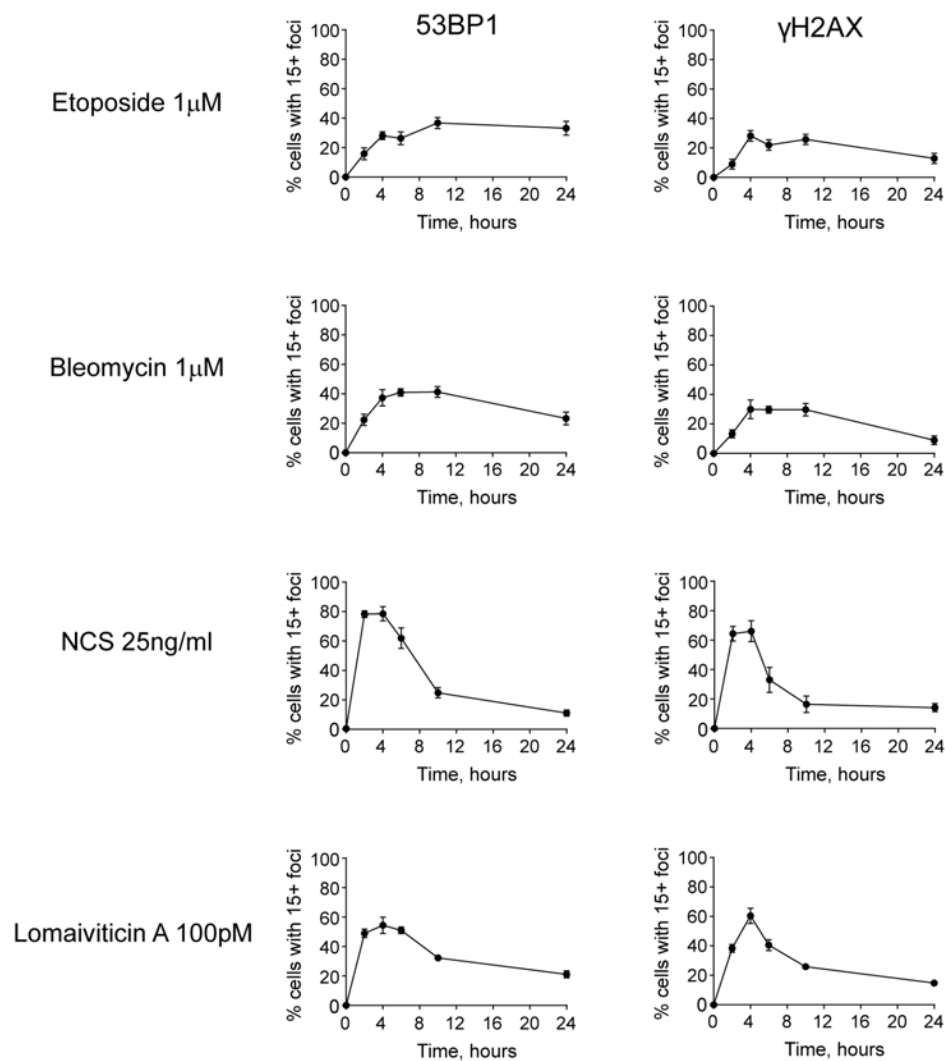 53BP1 γH2AX
Etoposide 1μM
% cells with 15+ foci
100
80
60
40
20
0
0 4 8 12 16 20 24
Time, hours
% cells with 15+ foci
100
80
60
40
20
0
0 4 8 12 16 20 24
Time, hours
Bleomycin 1μM
% cells with 15+ foci
100
80
60
40
20
0
0 4 8 12 16 20 24
Time, hours
% cells with 15+ foci
100
80
60
40
20
0
0 4 8 12 16 20 24
Time, hours
NCS 25ng/ml
% cells with 15+ foci
100
80
60
40
20
0
0 4 8 12 16 20 24
Time, hours
% cells with 15+ foci
100
80
60
40
20
0
0 4 8 12 16 20 24
Time, hours
Lomaiviticin A 100pM
% cells with 15+ foci
100
80
60
40
20
0
0 4 8 12 16 20 24
Time, hours
% cells with 15+ foci
100
80
60
40
20
0
0 4 8 12 16 20 24
Time, hours